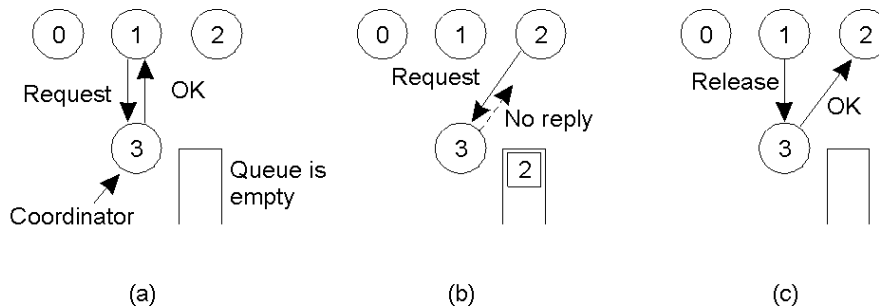 0 1 2
Request OK
3
Queue is
empty
Coordinator
(a)
0 1 2
Request
No reply
3
2
(b)
0 1 2
Release
OK
3
(c)